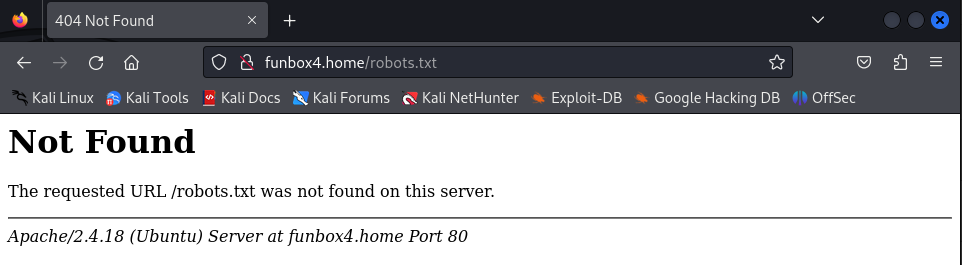 404 Not Found
funbox4.home/robots.txt
Kali Linux Kali Tools Kali Docs Kali Forums Kali NetHunter Exploit-DB Google Hacking DB OffSec
Not Found
The requested URL /robots.txt was not found on this server.
Apache/2.4.18 (Ubuntu) Server at funbox4.home Port 80